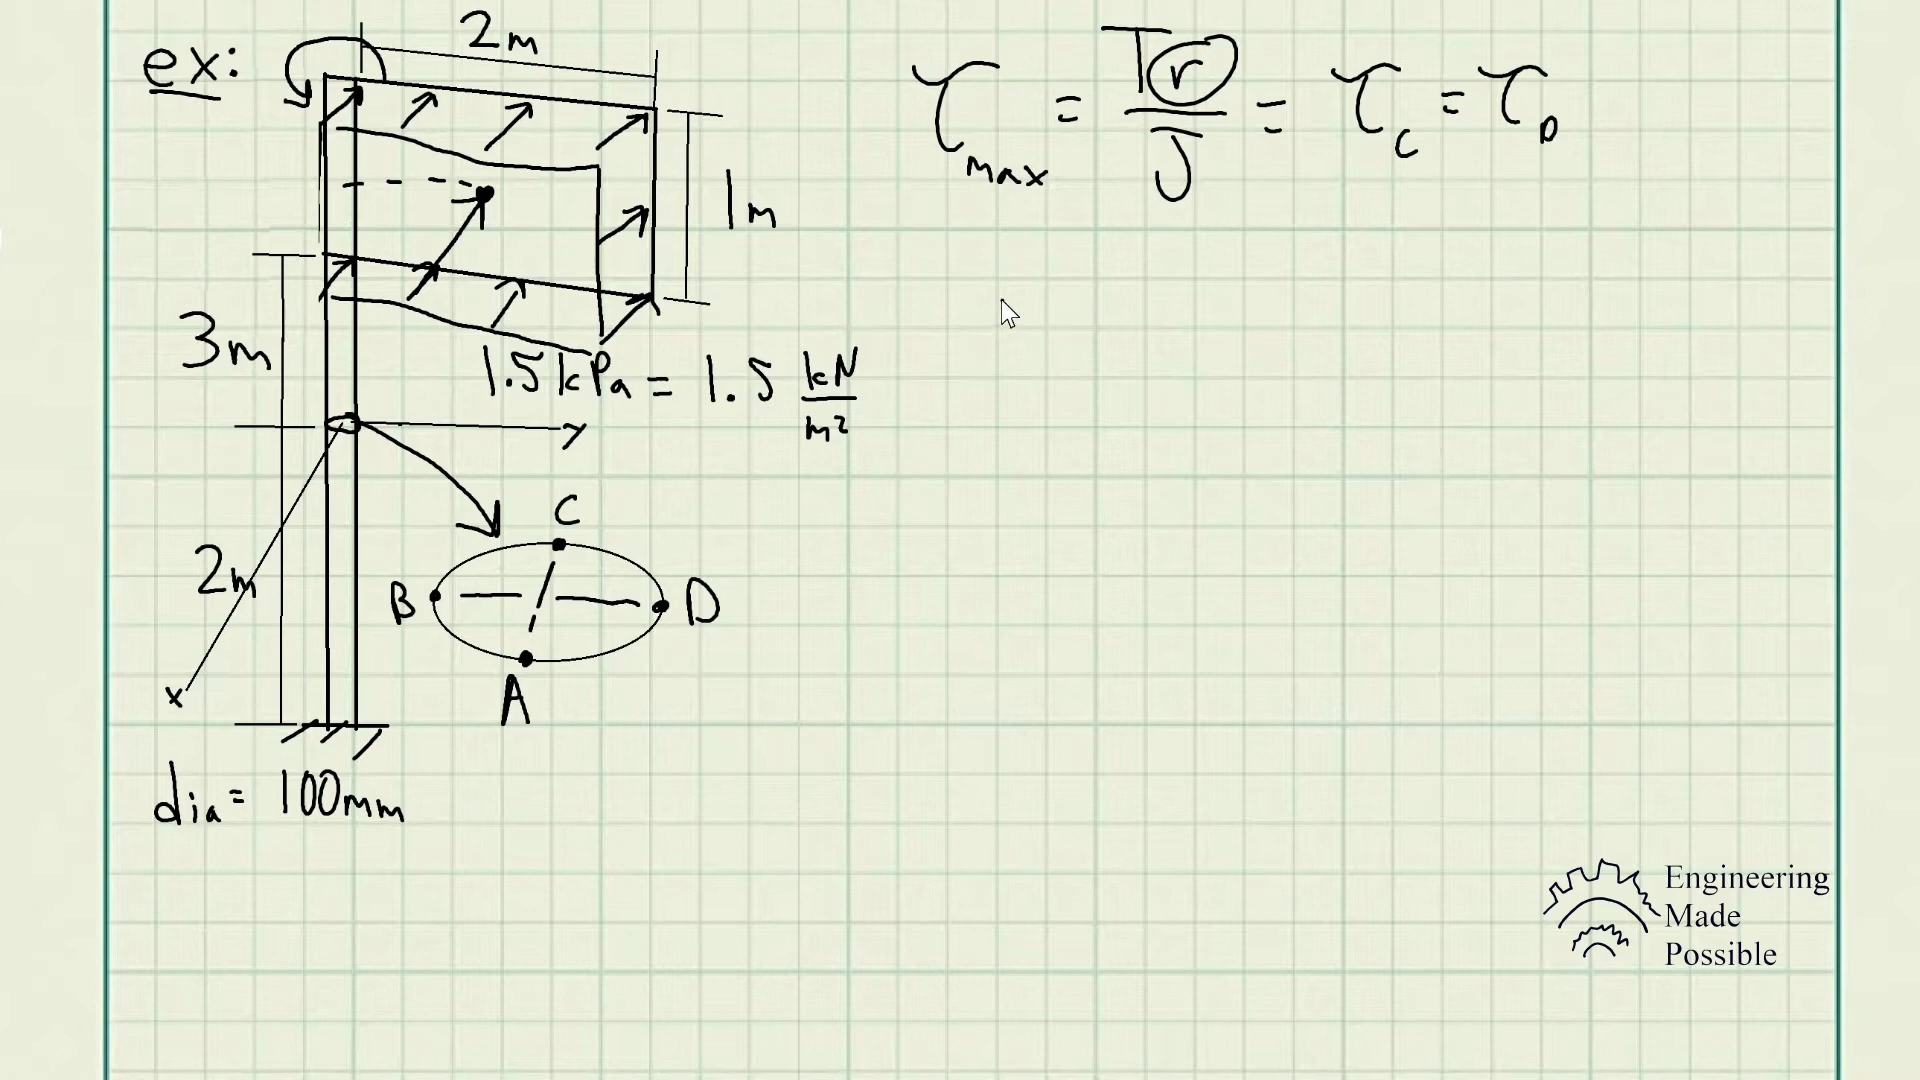 ex:
2m
τmax = Tr/J = τC = τD
1m
3m
1.5 kPa = 1.5 kN/m²
y
C
2m
B
D
x
A
dia = 100mm
Engineering
Made
Possible